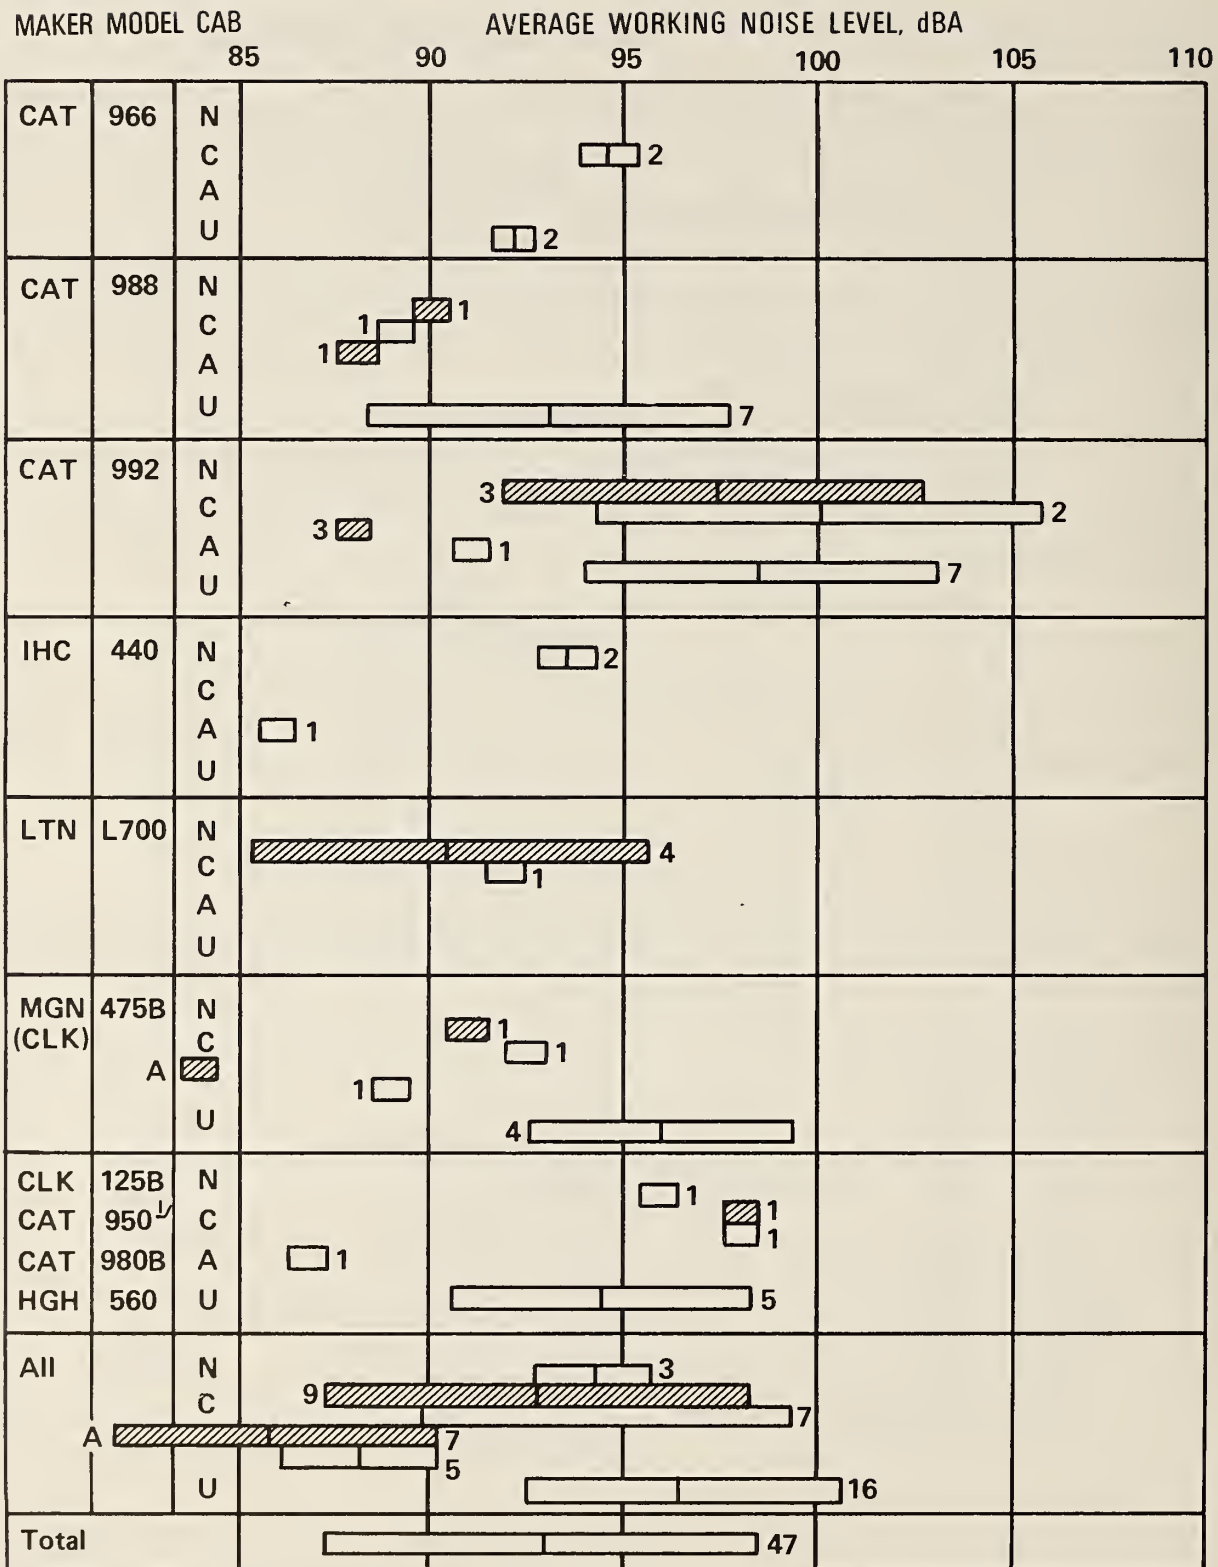 MAKER MODEL CAB AVERAGE WORKING NOISE LEVEL, dBA
85 90 95 100 105 110
CAT 966 N
C 2
A
U 2
CAT 988 N
1
1 C
1 A
U 7
CAT 992 N
3
C 2
3
A 1
U 7
IHC 440 N 2
C
A 1
U
LTN L700 N
4
C 1
A
U
MGN 475B N
1
(CLK) C 1
A
1
U
4
CLK 125B N 1
CAT 950 1/ C 1
1
CAT 980B A 1
HGH 560 U 5
All N 3
9
C 7
A 7
5
U 16
Total 47